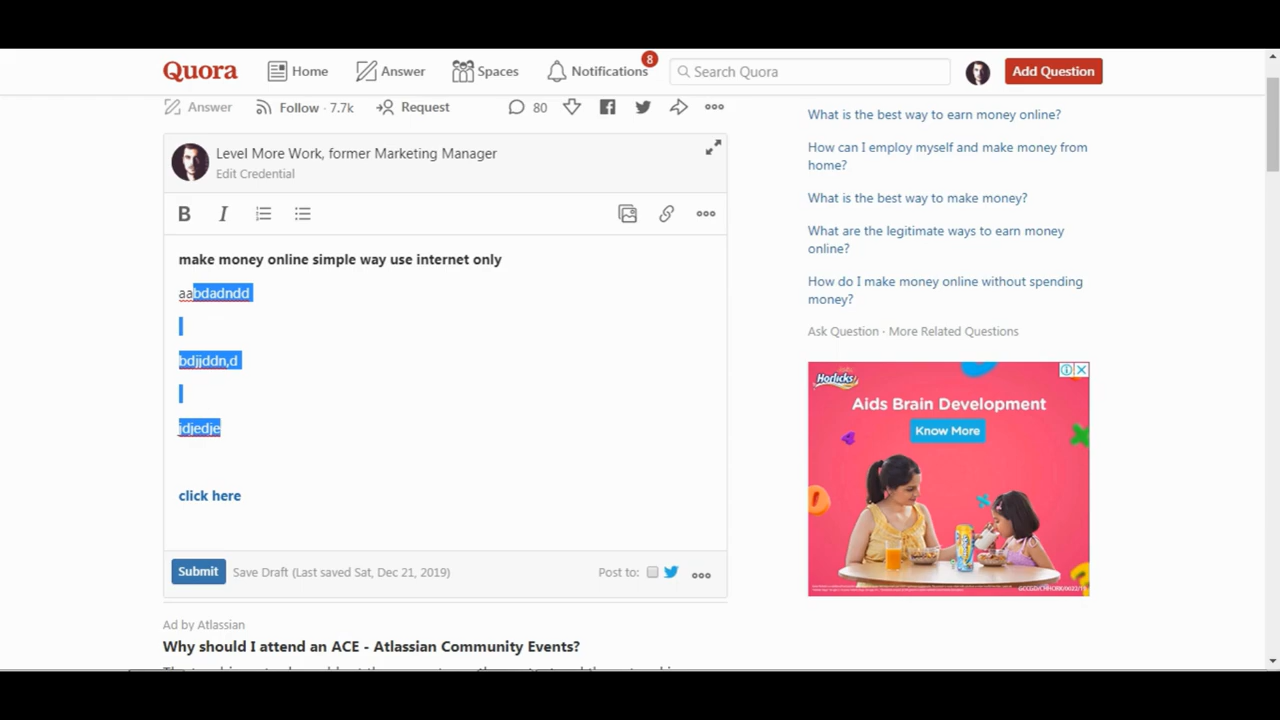 Quora Home Answer Spaces Notifications 8 Search Quora Add Question
Answer Follow · 7.7k Request 80
Level More Work, former Marketing Manager
Edit Credential
B I
make money online simple way use internet only
aabdadndd
bdjjddn,d
jdjedje
click here
Submit Save Draft (Last saved Sat, Dec 21, 2019) Post to:
Ad by Atlassian
Why should I attend an ACE - Atlassian Community Events?
What is the best way to earn money online?
How can I employ myself and make money from
home?
What is the best way to make money?
What are the legitimate ways to earn money
online?
How do I make money online without spending
money?
Ask Question · More Related Questions
Horlicks
Aids Brain Development
Know More